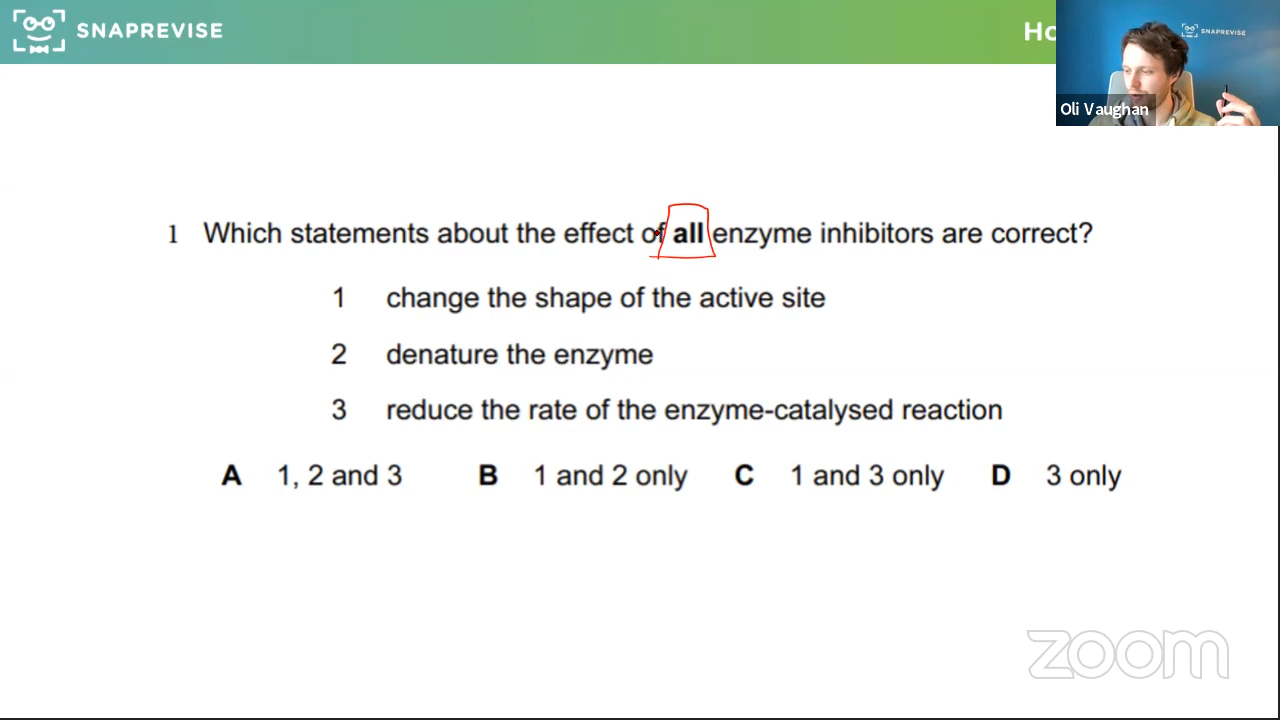 SNAPREVISE
SNAPREVISE
Oli Vaughan
1 Which statements about the effect of all enzyme inhibitors are correct?
1 change the shape of the active site
2 denature the enzyme
3 reduce the rate of the enzyme-catalysed reaction
A 1, 2 and 3 B 1 and 2 only C 1 and 3 only D 3 only
zoom